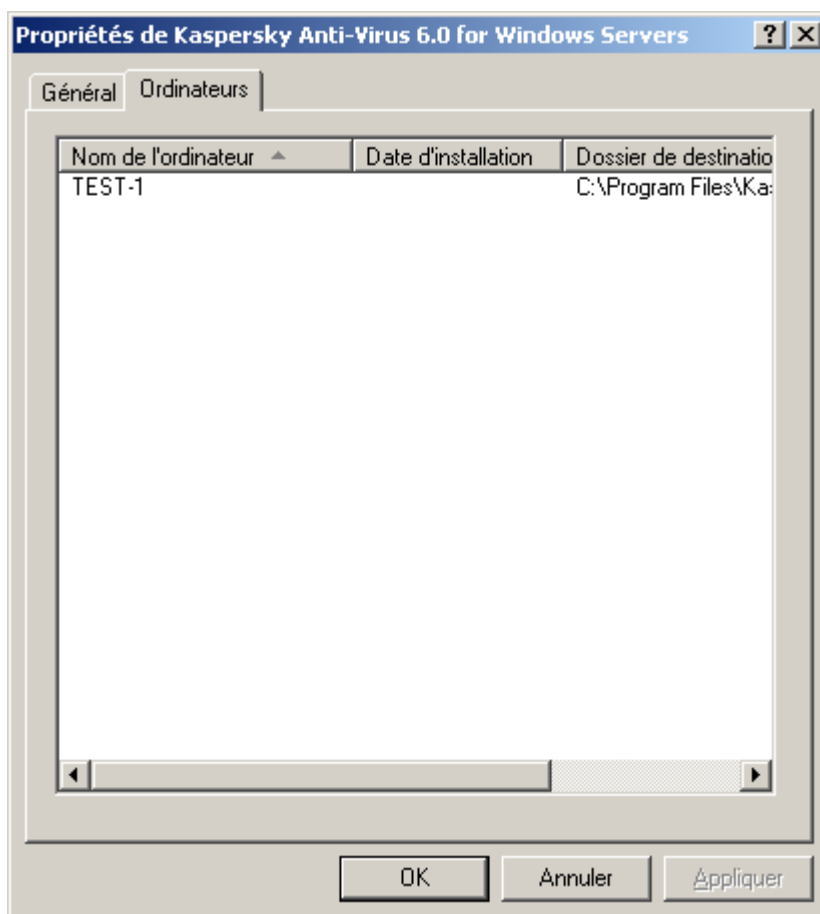 Propriétés de Kaspersky Anti-Virus 6.0 for Windows Servers
Général Ordinateurs
Nom de l'ordinateur Date d'installation Dossier de destinatio
TEST-1 C:\Program Files\Ka
OK Annuler Appliquer